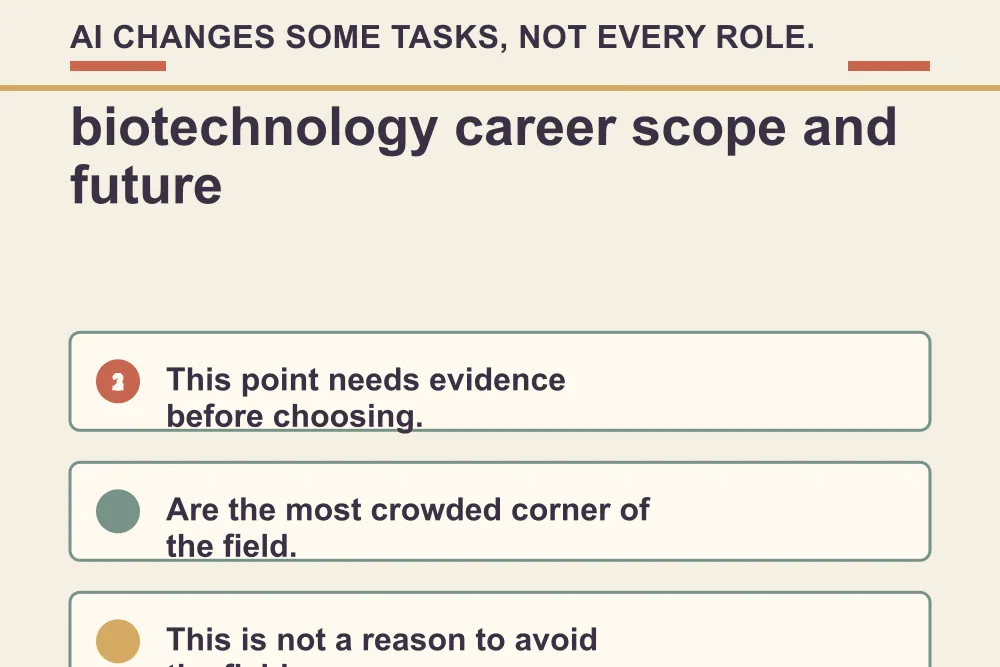 AI CHANGES SOME TASKS, NOT EVERY ROLE.
biotechnology career scope and
future
This point needs evidence
before choosing.
Are the most crowded corner of
the field.
This is not a reason to avoid